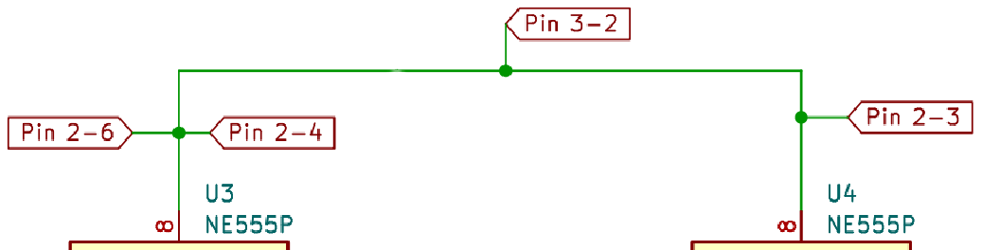 Pin 3-2
Pin 2-6
Pin 2-4
Pin 2-3
U3
NE555P
8
U4
NE555P
8